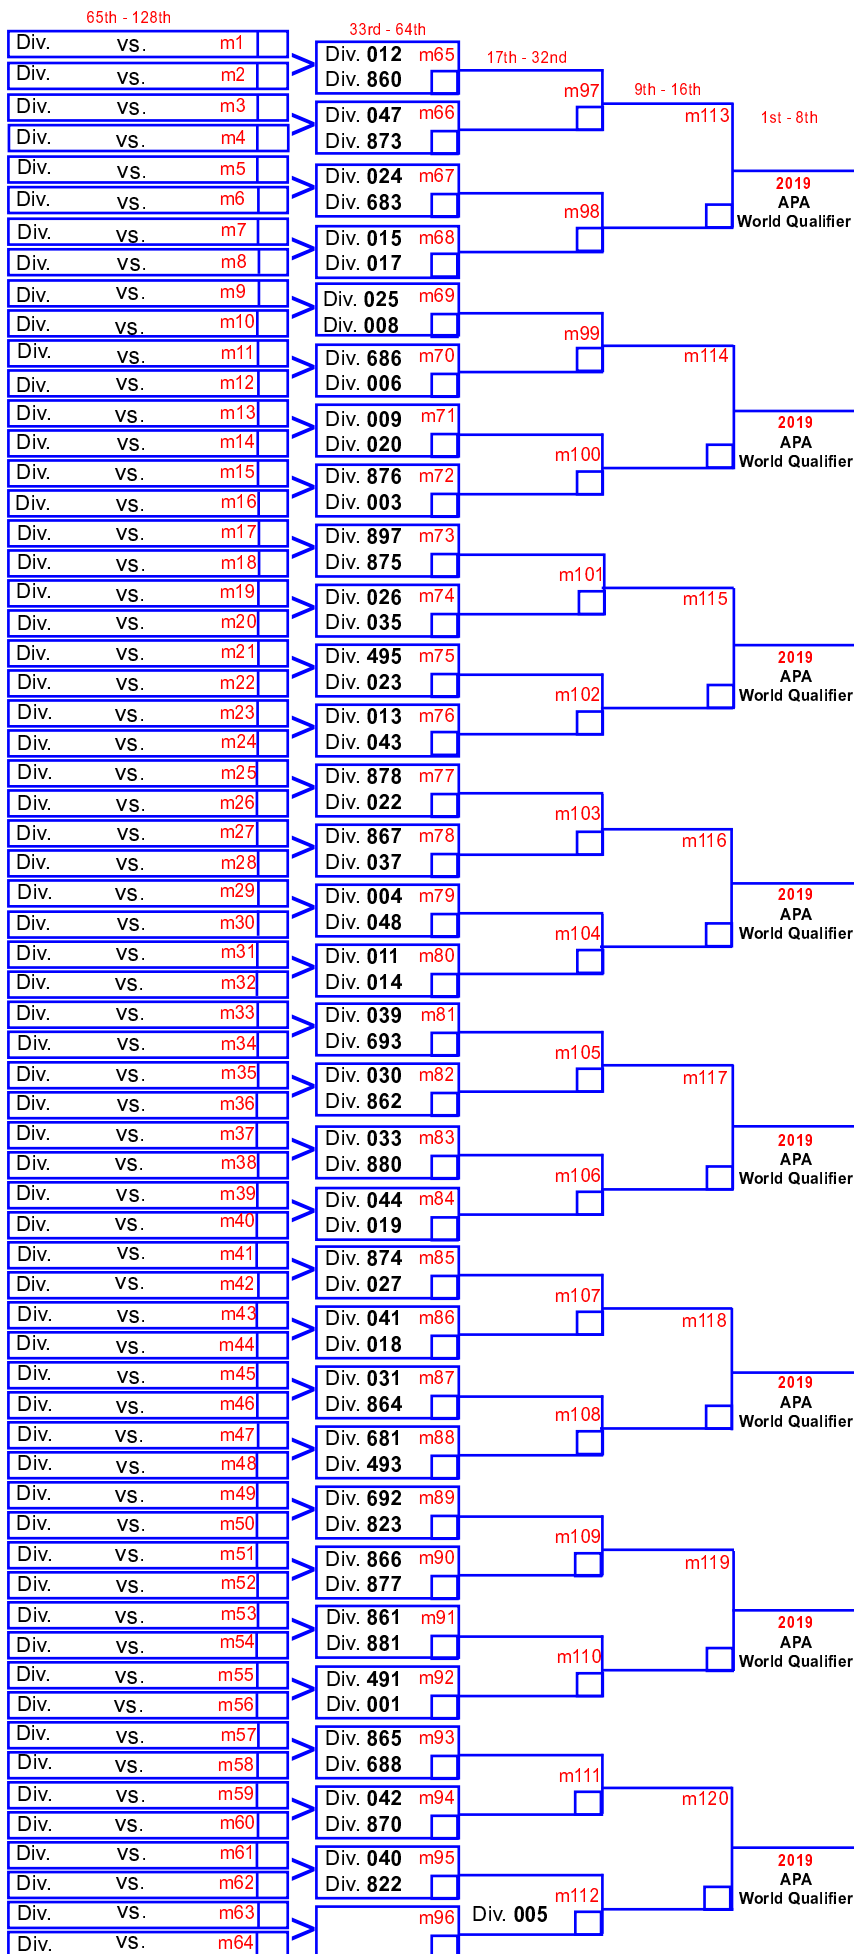 65th - 128th
33rd - 64th
17th - 32nd
9th - 16th
1st - 8th
Div. vs. m1
Div. vs. m2
Div. vs. m3
Div. vs. m4
Div. vs. m5
Div. vs. m6
Div. vs. m7
Div. vs. m8
Div. vs. m9
Div. vs. m10
Div. vs. m11
Div. vs. m12
Div. vs. m13
Div. vs. m14
Div. vs. m15
Div. vs. m16
Div. vs. m17
Div. vs. m18
Div. vs. m19
Div. vs. m20
Div. vs. m21
Div. vs. m22
Div. vs. m23
Div. vs. m24
Div. vs. m25
Div. vs. m26
Div. vs. m27
Div. vs. m28
Div. vs. m29
Div. vs. m30
Div. vs. m31
Div. vs. m32
Div. vs. m33
Div. vs. m34
Div. vs. m35
Div. vs. m36
Div. vs. m37
Div. vs. m38
Div. vs. m39
Div. vs. m40
Div. vs. m41
Div. vs. m42
Div. vs. m43
Div. vs. m44
Div. vs. m45
Div. vs. m46
Div. vs. m47
Div. vs. m48
Div. vs. m49
Div. vs. m50
Div. vs. m51
Div. vs. m52
Div. vs. m53
Div. vs. m54
Div. vs. m55
Div. vs. m56
Div. vs. m57
Div. vs. m58
Div. vs. m59
Div. vs. m60
Div. vs. m61
Div. vs. m62
Div. vs. m63
Div. vs. m64
Div. 012 m65
Div. 860
Div. 047 m66
Div. 873
Div. 024 m67
Div. 683
Div. 015 m68
Div. 017
Div. 025 m69
Div. 008
Div. 686 m70
Div. 006
Div. 009 m71
Div. 020
Div. 876 m72
Div. 003
Div. 897 m73
Div. 875
Div. 026 m74
Div. 035
Div. 495 m75
Div. 023
Div. 013 m76
Div. 043
Div. 878 m77
Div. 022
Div. 867 m78
Div. 037
Div. 004 m79
Div. 048
Div. 011 m80
Div. 014
Div. 039 m81
Div. 693
Div. 030 m82
Div. 862
Div. 033 m83
Div. 880
Div. 044 m84
Div. 019
Div. 874 m85
Div. 027
Div. 041 m86
Div. 018
Div. 031 m87
Div. 864
Div. 681 m88
Div. 493
Div. 692 m89
Div. 823
Div. 866 m90
Div. 877
Div. 861 m91
Div. 881
Div. 491 m92
Div. 001
Div. 865 m93
Div. 688
Div. 042 m94
Div. 870
Div. 040 m95
Div. 822
m96
m97
m98
m99
m100
m101
m102
m103
m104
m105
m106
m107
m108
m109
m110
m111
m112
Div. 005
m113
m114
m115
m116
m117
m118
m119
m120
2019
APA
World Qualifier
2019
APA
World Qualifier
2019
APA
World Qualifier
2019
APA
World Qualifier
2019
APA
World Qualifier
2019
APA
World Qualifier
2019
APA
World Qualifier
2019
APA
World Qualifier